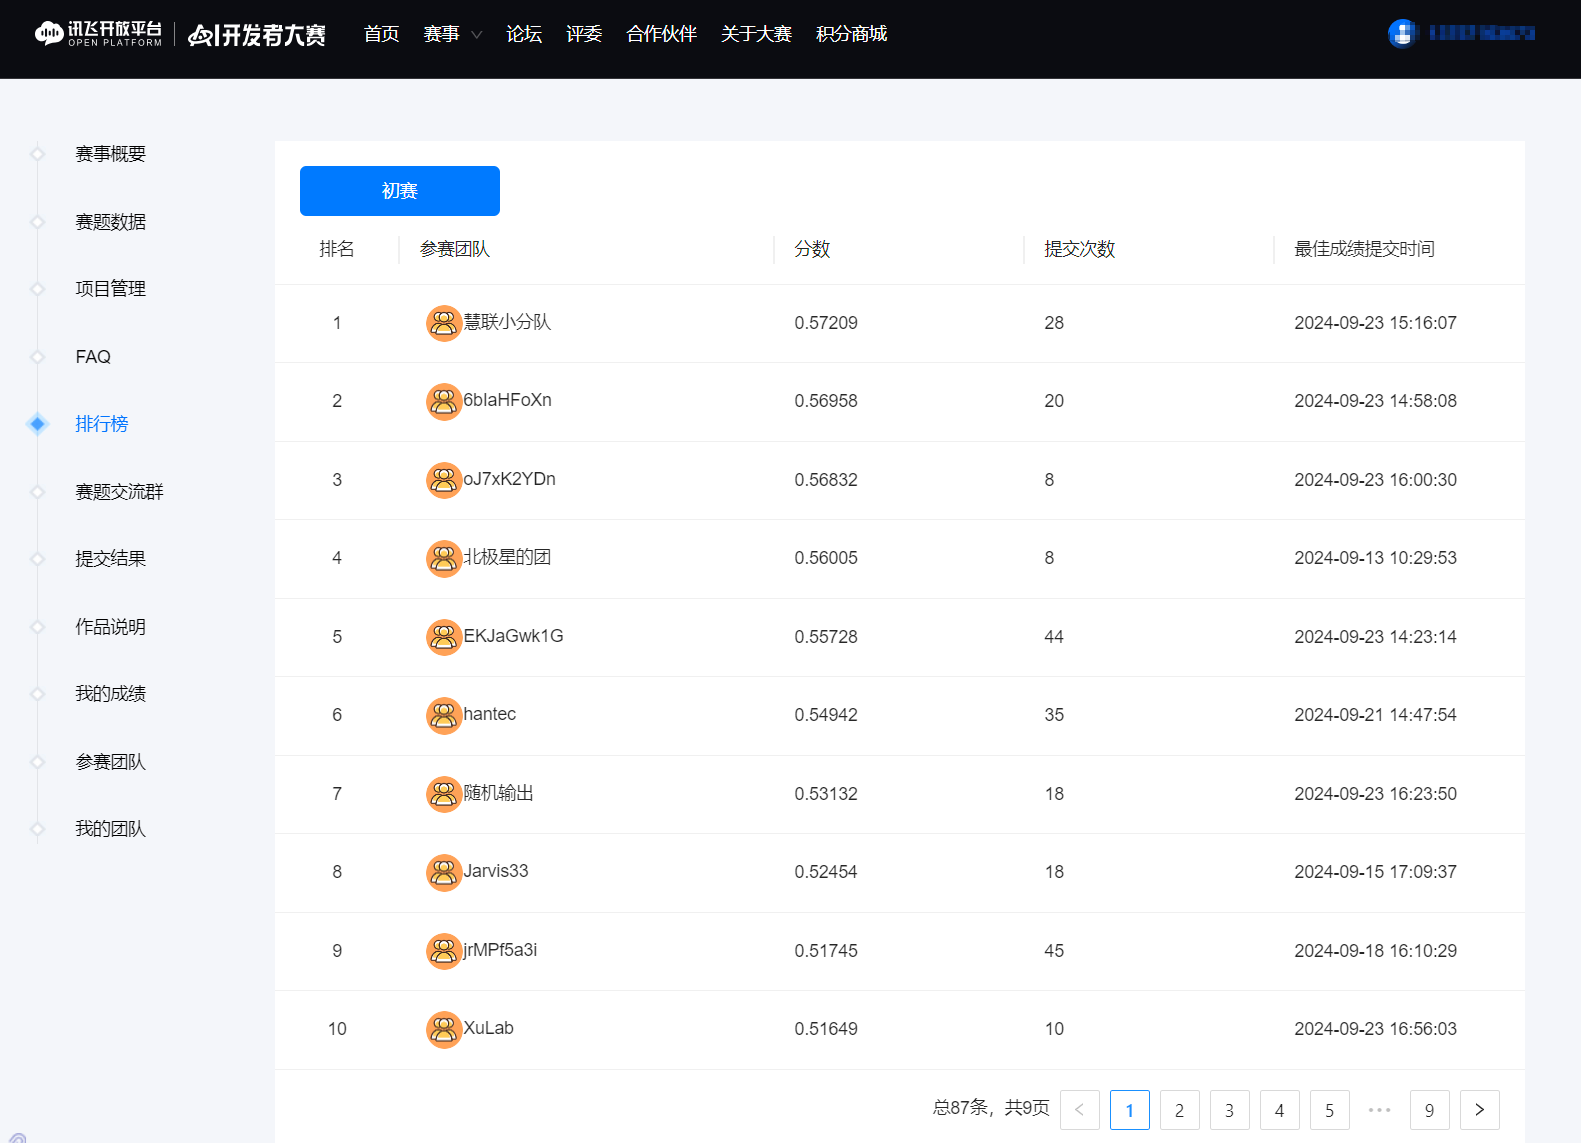 讯飞开放平台 OPEN PLATFORM AI开发者大赛 首页 赛事 论坛 评委 合作伙伴 关于大赛 积分商城
赛事概要
赛题数据
项目管理
FAQ
排行榜
赛题交流群
提交结果
作品说明
我的成绩
参赛团队
我的团队
初赛
排名 参赛团队 分数 提交次数 最佳成绩提交时间
1 慧联小分队 0.57209 28 2024-09-23 15:16:07
2 6bIaHFoXn 0.56958 20 2024-09-23 14:58:08
3 oJ7xK2YDn 0.56832 8 2024-09-23 16:00:30
4 北极星的团 0.56005 8 2024-09-13 10:29:53
5 EKJaGwk1G 0.55728 44 2024-09-23 14:23:14
6 hantec 0.54942 35 2024-09-21 14:47:54
7 随机输出 0.53132 18 2024-09-23 16:23:50
8 Jarvis33 0.52454 18 2024-09-15 17:09:37
9 jrMPf5a3i 0.51745 45 2024-09-18 16:10:29
10 XuLab 0.51649 10 2024-09-23 16:56:03
总87条，共9页 < 1 2 3 4 5 ••• 9 >